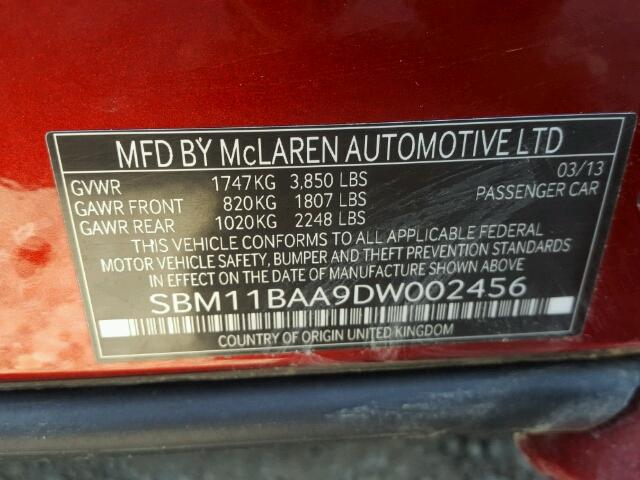 MFD BY McLAREN AUTOMOTIVE LTD
03/13
GVWR 1747KG 3,850 LBS
PASSENGER CAR
GAWR FRONT 820KG 1807 LBS
GAWR REAR 1020KG 2248 LBS
THIS VEHICLE CONFORMS TO ALL APPLICABLE FEDERAL
MOTOR VEHICLE SAFETY, BUMPER AND THEFT PREVENTION STANDARDS
IN EFFECT ON THE DATE OF MANUFACTURE SHOWN ABOVE
SBM11BAA9DW002456
COUNTRY OF ORIGIN UNITED KINGDOM